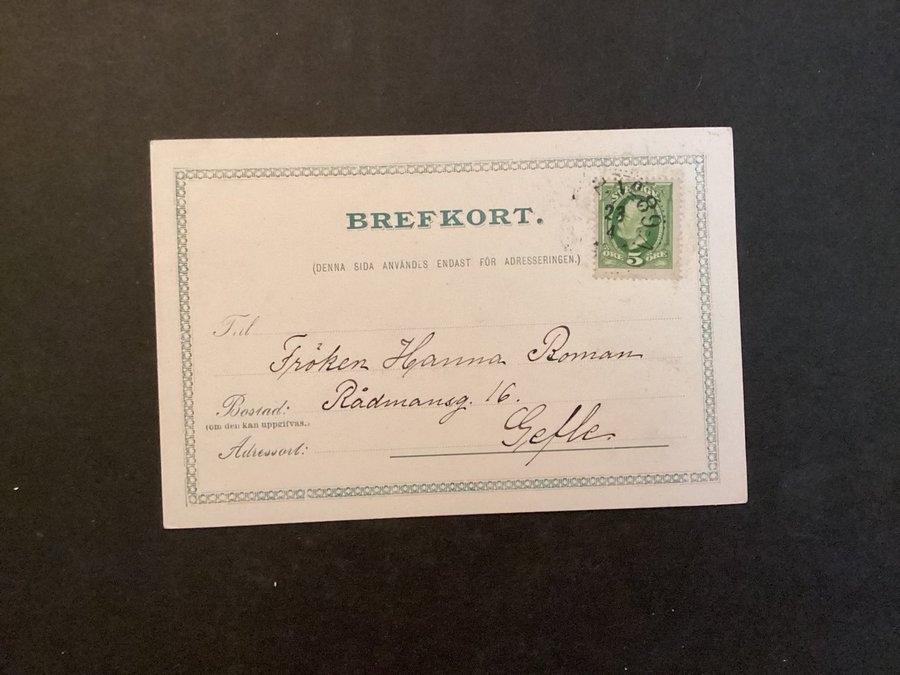 BREFKORT.
(DENNA SIDA ANVÄNDES ENDAST FÖR ADRESSERINGEN.)
ÖRE 5 ÖRE
Till
Fröken Hanna Roman
Bostad: Rådmansg. 16.
(om den kan uppgifvas.)
Adressort: Gefle.